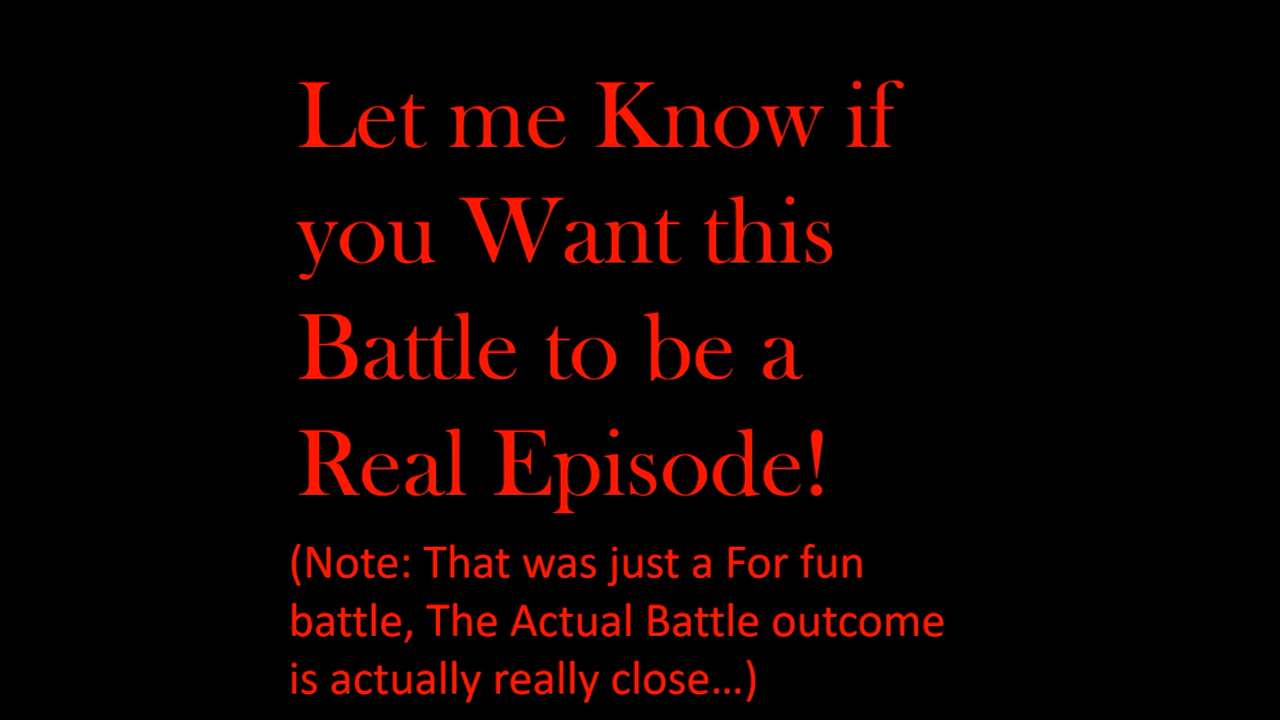 Let me Know if
you Want this
Battle to be a
Real Episode!
(Note: That was just a For fun
battle, The Actual Battle outcome
is actually really close...)